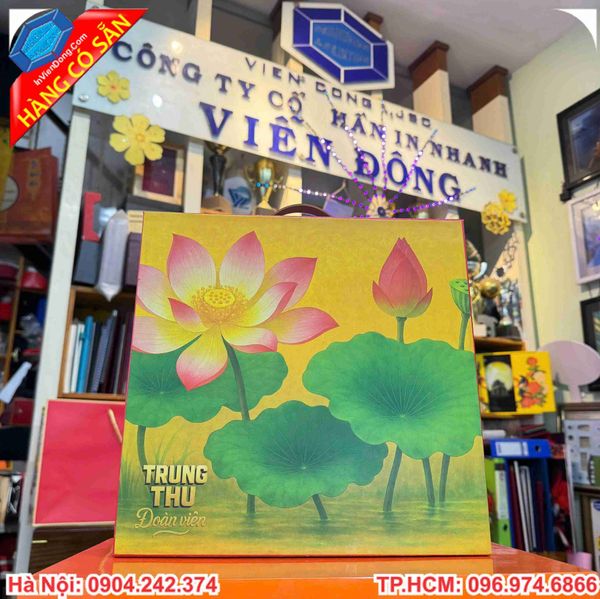 InVienDong.Com
HÀNG CÓ SẴN
VIEN DONG .,JSC
CÔNG TY CỔ PHẦN IN NHANH
VIỄN ĐÔNG
TRUNG
THU
Đoàn viên
Hà Nội: 0904.242.374
TP.HCM: 096.974.6866